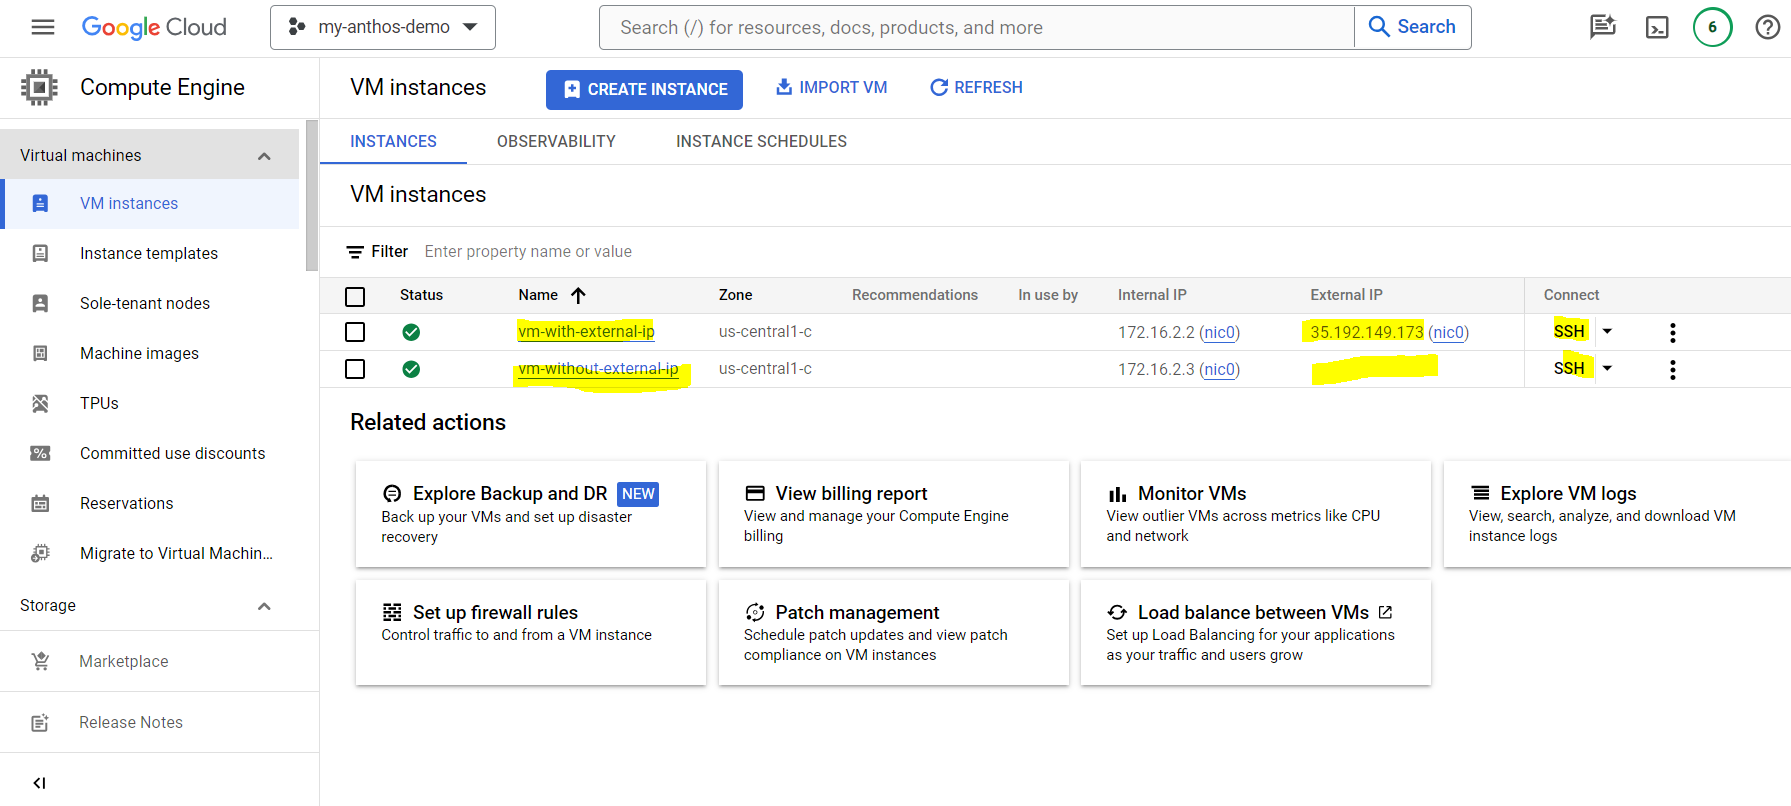 Google Cloud
my-anthos-demo
Search (/) for resources, docs, products, and more
Search
6
Compute Engine
VM instances
CREATE INSTANCE
IMPORT VM
REFRESH
Virtual machines
VM instances
Instance templates
Sole-tenant nodes
Machine images
TPUs
Committed use discounts
Reservations
Migrate to Virtual Machin...
Storage
Marketplace
Release Notes
INSTANCES OBSERVABILITY INSTANCE SCHEDULES
VM instances
Filter Enter property name or value
Status Name Zone Recommendations In use by Internal IP External IP Connect
vm-with-external-ip us-central1-c 172.16.2.2 (nic0) 35.192.149.173 (nic0) SSH
vm-without-external-ip us-central1-c 172.16.2.3 (nic0) SSH
Related actions
Explore Backup and DR NEW
Back up your VMs and set up disaster
recovery
View billing report
View and manage your Compute Engine
billing
Monitor VMs
View outlier VMs across metrics like CPU
and network
Explore VM logs
View, search, analyze, and download VM
instance logs
Set up firewall rules
Control traffic to and from a VM instance
Patch management
Schedule patch updates and view patch
compliance on VM instances
Load balance between VMs
Set up Load Balancing for your applications
as your traffic and users grow